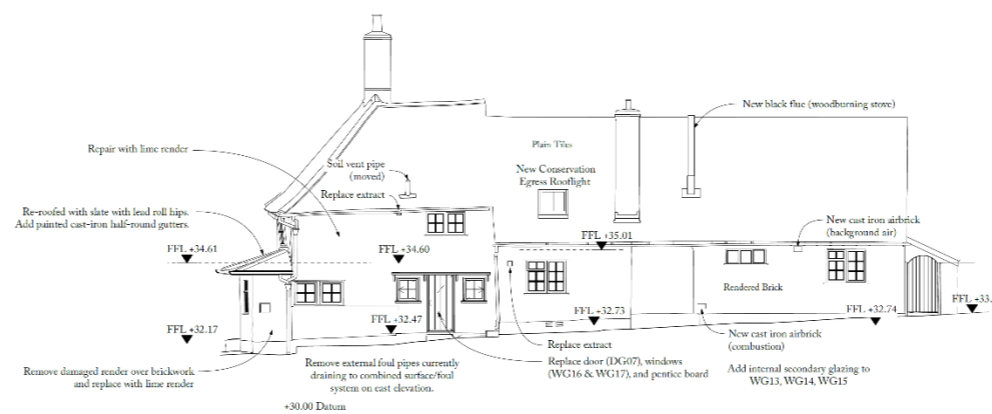 New black flue (woodburning stove)
Plain Tiles
Repair with lime render
Soil vent pipe
(moved)
New Conservation
Egress Rooflight
Replace extract
Re-roofed with slate with lead roll hips.
Add painted cast-iron half-round gutters.
New cast iron airbrick
(background air)
FFL +34.61
FFL +34.60
FFL +35.01
Rendered Brick
FFL +33.
FFL +32.17
FFL +32.47
FFL +32.73
FFL +32.74
New cast iron airbrick
(combustion)
Replace extract
Remove damaged render over brickwork
and replace with lime render
Remove external foul pipes currently
draining to combined surface/foul
system on east elevation.
Replace door (DG07), windows
(WG16 & WG17), and pentice board
Add internal secondary glazing to
WG13, WG14, WG15
+30.00 Datum